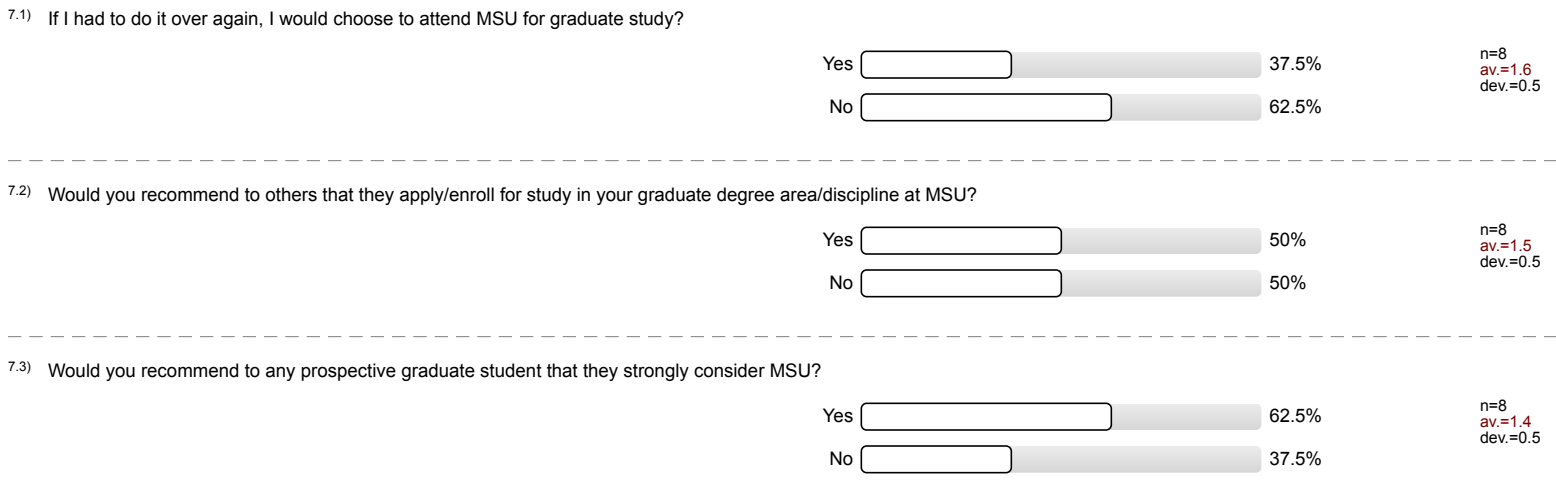 7.1) If I had to do it over again, I would choose to attend MSU for graduate study?
Yes 37.5%
n=8
av.=1.6
dev.=0.5
No 62.5%
7.2) Would you recommend to others that they apply/enroll for study in your graduate degree area/discipline at MSU?
Yes 50%
n=8
av.=1.5
dev.=0.5
No 50%
7.3) Would you recommend to any prospective graduate student that they strongly consider MSU?
Yes 62.5%
n=8
av.=1.4
dev.=0.5
No 37.5%